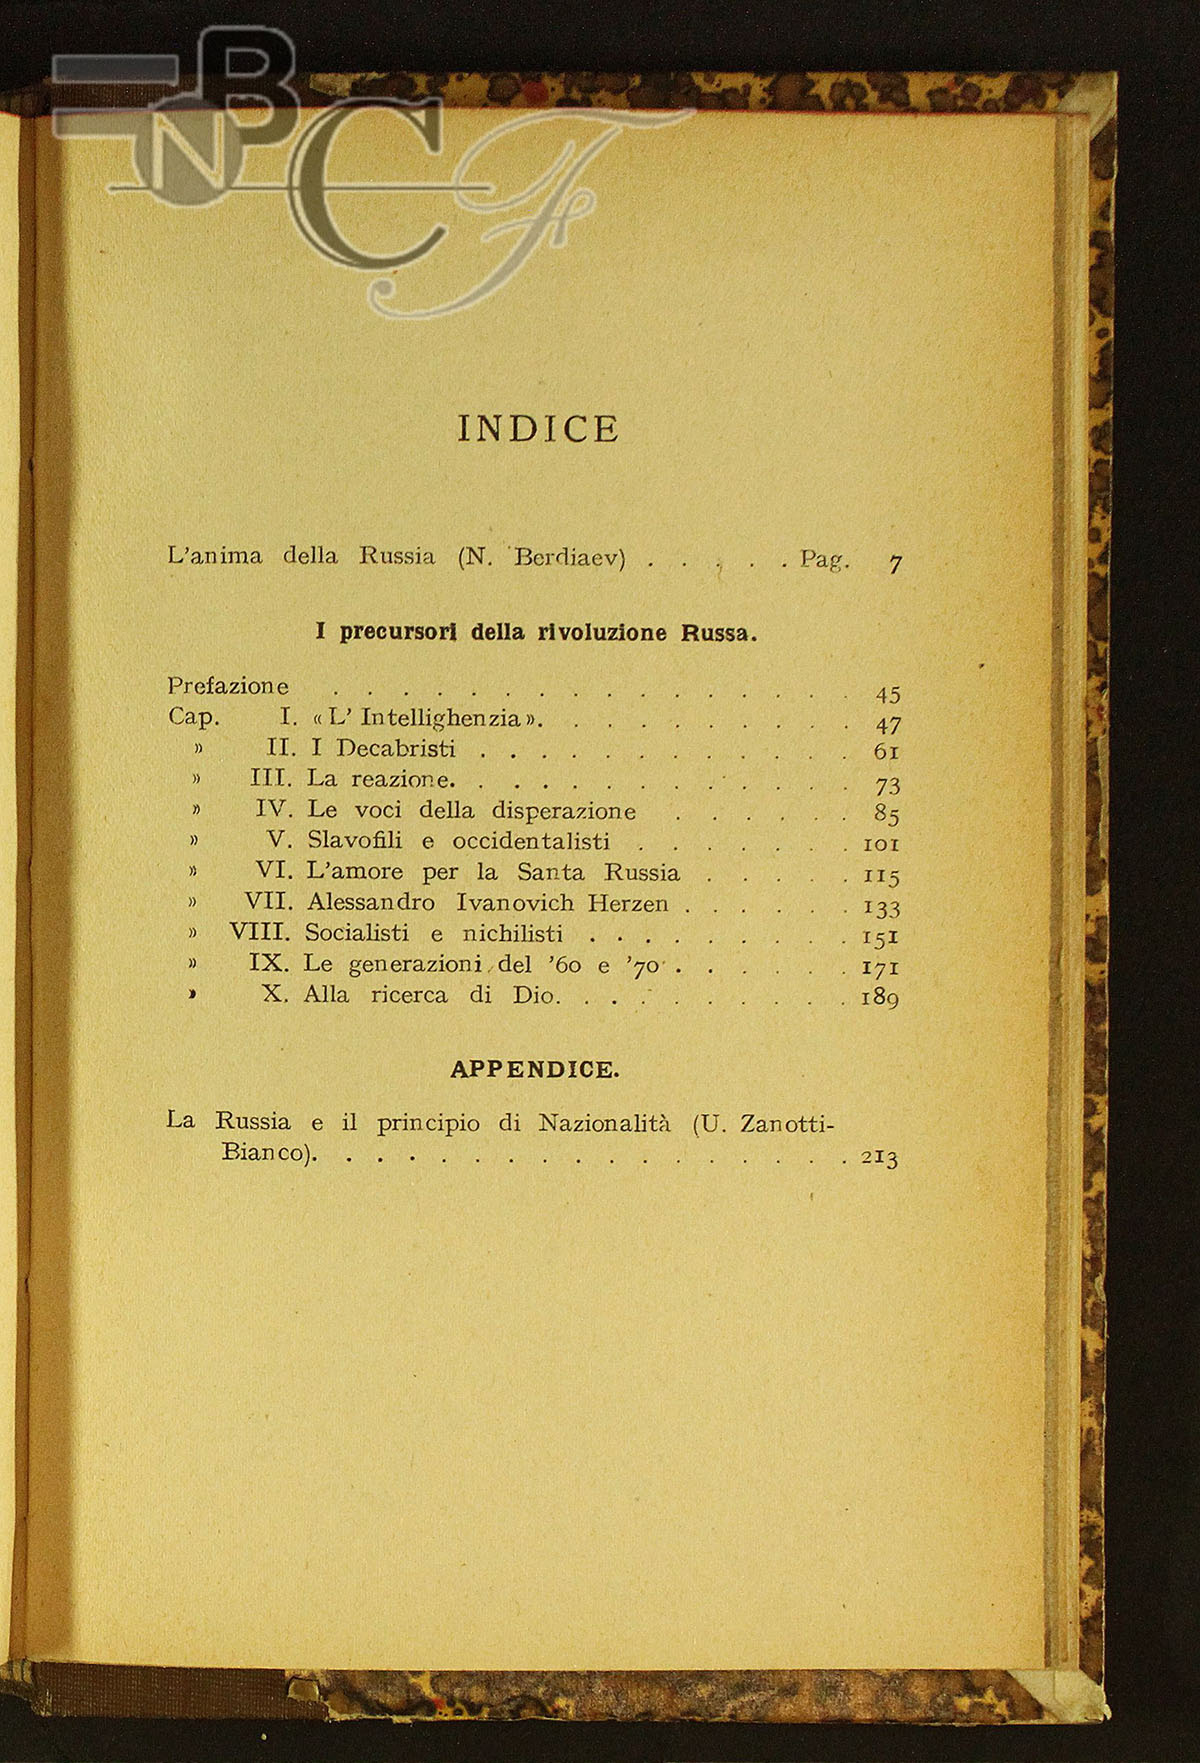 NBCF
INDICE
L'anima della Russia (N. Berdiaev) . . . . . Pag. 7
I precursori della rivoluzione Russa.
Prefazione . . . . . . . . . . . . . . . . 45
Cap. I. «L' Intellighenzia». . . . . . . . . . 47
» II. I Decabristi . . . . . . . . . . . . 61
» III. La reazione. . . . . . . . . . . . . 73
» IV. Le voci della disperazione . . . . . . 85
» V. Slavofili e occidentalisti . . . . . . . 101
» VI. L'amore per la Santa Russia . . . . . 115
» VII. Alessandro Ivanovich Herzen . . . . . . 133
» VIII. Socialisti e nichilisti . . . . . . . . . 151
» IX. Le generazioni del '60 e '70 . . . . . . 171
» X. Alla ricerca di Dio. . . . . . . . . . 189
APPENDICE.
La Russia e il principio di Nazionalità (U. Zanotti-
Bianco). . . . . . . . . . . . . . . . . 213